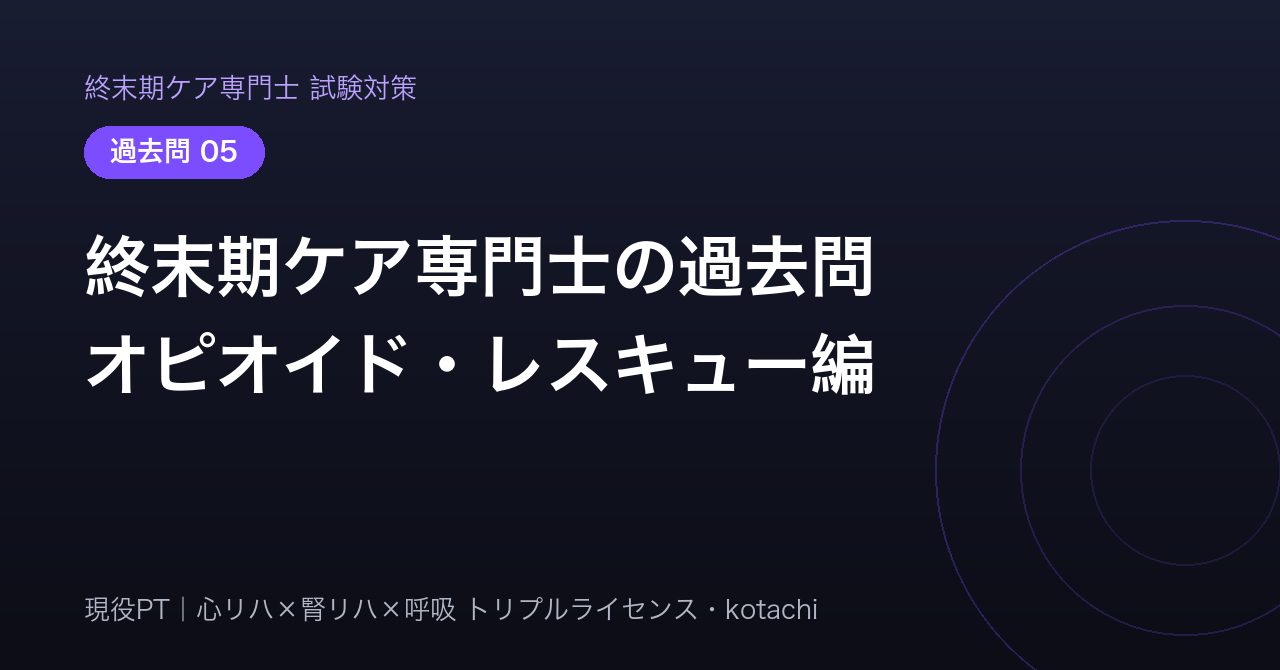 終末期ケア専門士 試験対策
過去問 05
終末期ケア専門士の過去問
オピオイド・レスキュー編
現役PT｜心リハ×腎リハ×呼吸 トリプルライセンス・kotachi